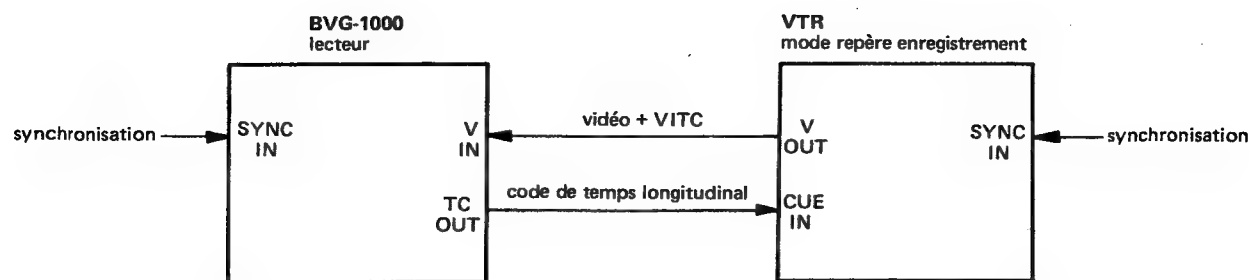 BVG-1000
lecteur
VTR
mode repère enregistrement
synchronisation
SYNC
IN
V
IN
vidéo + VITC
V
OUT
SYNC
IN
synchronisation
TC
OUT
code de temps longitudinal
CUE
IN